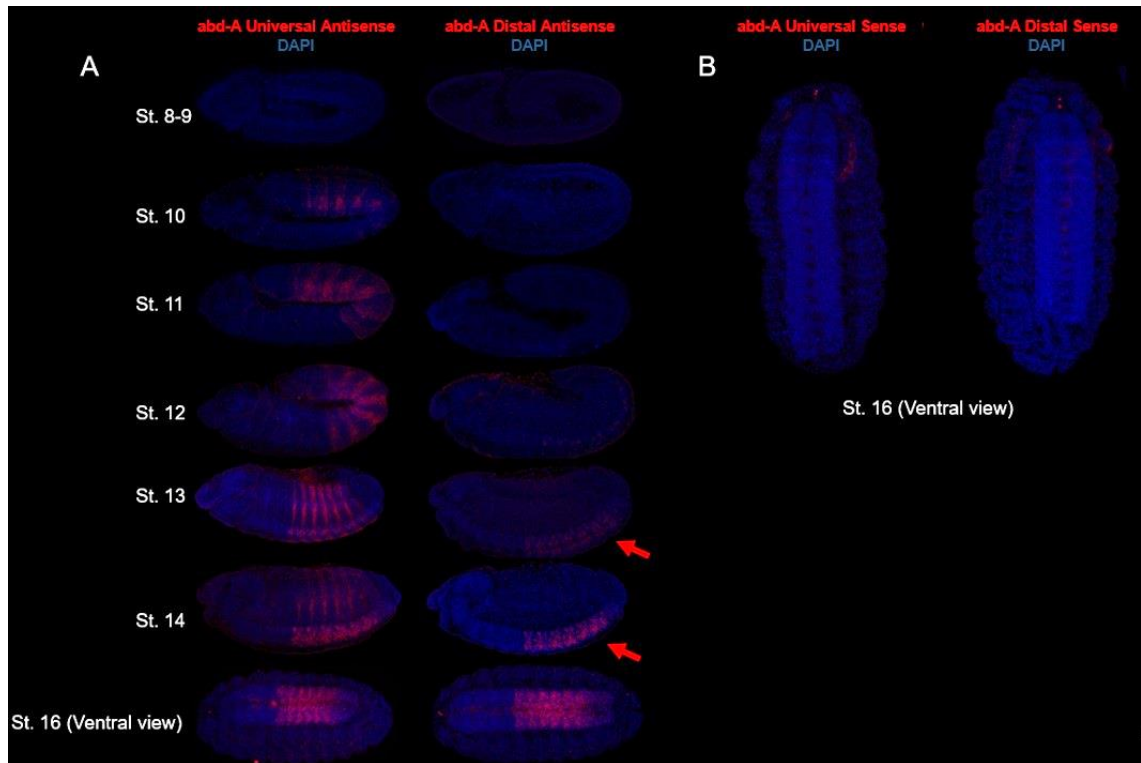 abd-A Universal Antisense
DAPI
abd-A Distal Antisense
DAPI
abd-A Universal Sense
DAPI
abd-A Distal Sense
DAPI
A
B
St. 8-9
St. 10
St. 11
St. 12
St. 13
St. 14
St. 16 (Ventral view)
St. 16 (Ventral view)